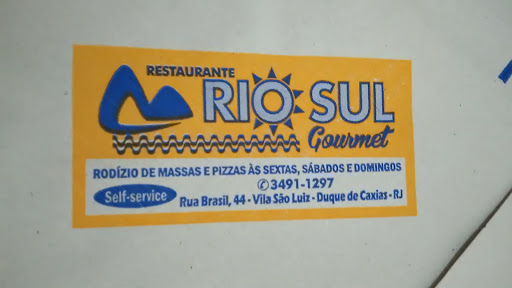 RESTAURANTE
RIO SUL
Gourmet
RODÍZIO DE MASSAS E PIZZAS ÀS SEXTAS, SÁBADOS E DOMINGOS
3491-1297
Self-service
Rua Brasil, 44 - Vila São Luiz - Duque de Caxias - RJ